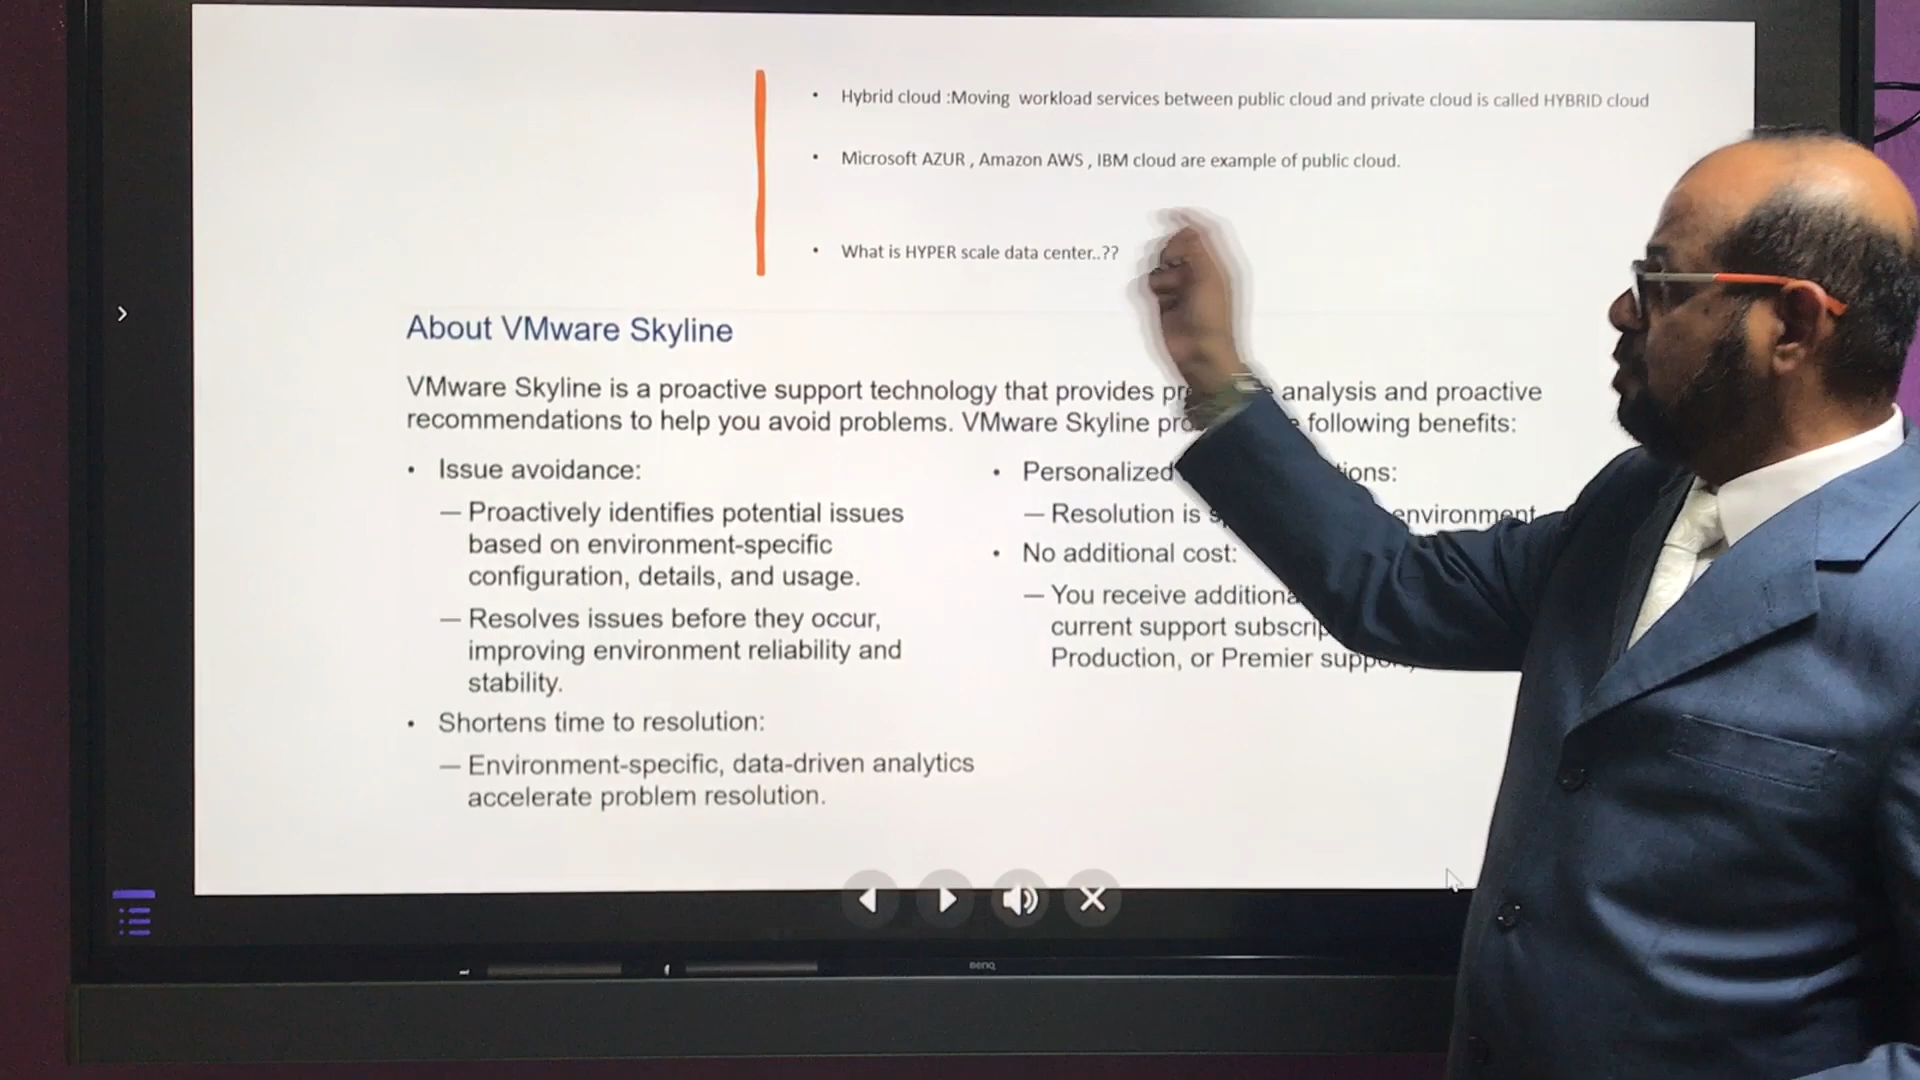 • Hybrid cloud :Moving workload services between public cloud and private cloud is called HYBRID cloud
• Microsoft AZUR , Amazon AWS , IBM cloud are example of public cloud.
• What is HYPER scale data center..??
About VMware Skyline
VMware Skyline is a proactive support technology that provides analysis and proactive
recommendations to help you avoid problems. VMware Skyline following benefits:
• Issue avoidance:
— Proactively identifies potential issues
based on environment-specific
configuration, details, and usage.
— Resolves issues before they occur,
improving environment reliability and
stability.
• Shortens time to resolution:
— Environment-specific, data-driven analytics
accelerate problem resolution.
• Personalized
— Resolution is environment
• No additional cost:
— You receive additional
current support
Production, or Premier support
BenQ